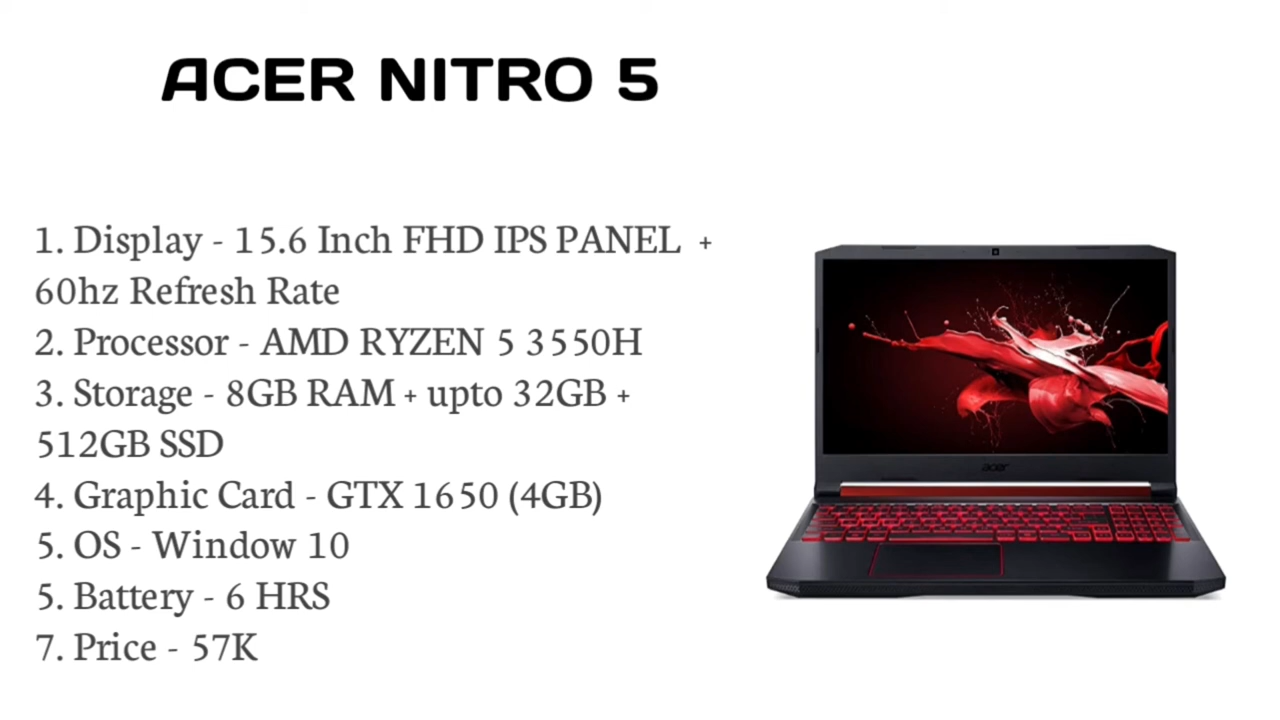 ACER NITRO 5
1. Display - 15.6 Inch FHD IPS PANEL +
60hz Refresh Rate
2. Processor - AMD RYZEN 5 3550H
3. Storage - 8GB RAM + upto 32GB +
512GB SSD
4. Graphic Card - GTX 1650 (4GB)
5. OS - Window 10
5. Battery - 6 HRS
7. Price - 57K
acer